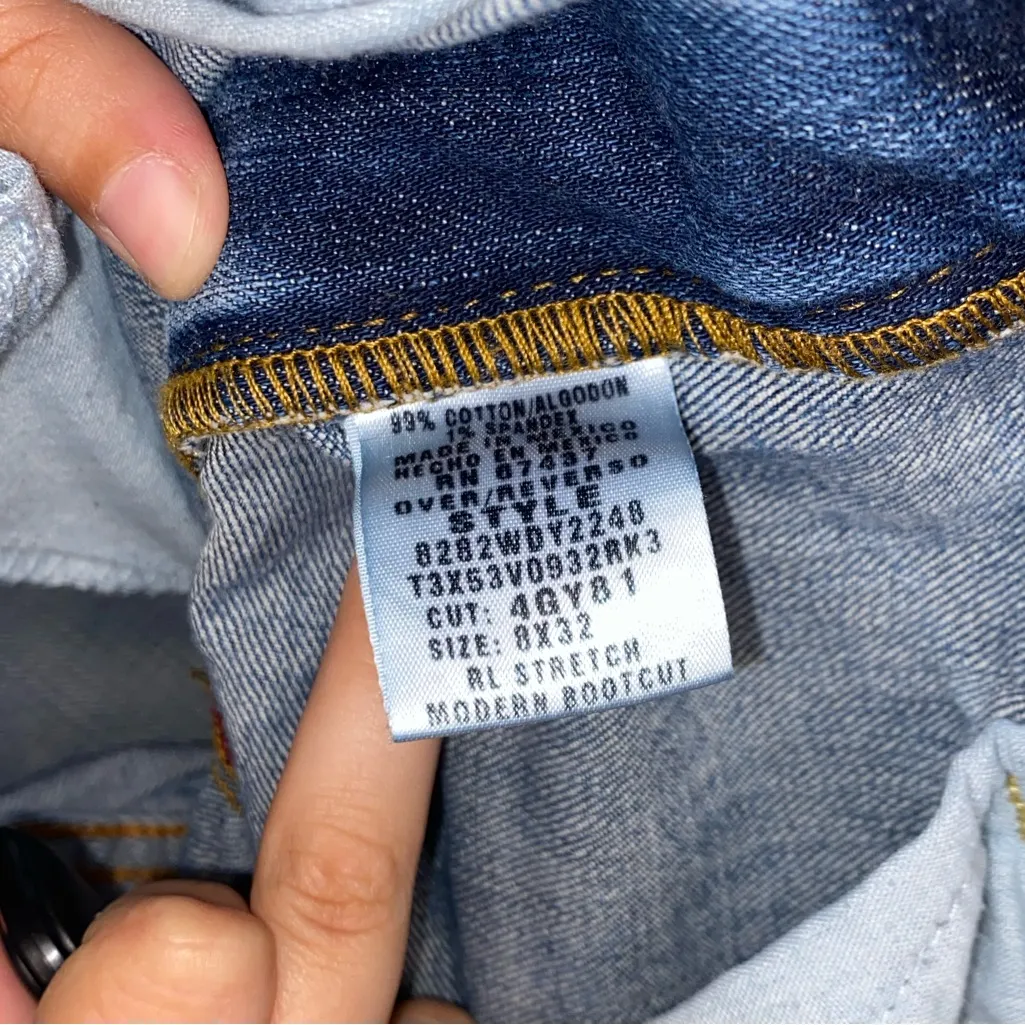 99% COTTON/ALGODON
1% SPANDEX
MADE IN MEXICO
HECHO EN MEXICO
RN 87437
OVER/REVERSO
STYLE
8282WDY2248
T3X53V0932RK3
CUT: 4GY81
SIZE: 8X32
RL STRETCH
MODERN BOOTCUT